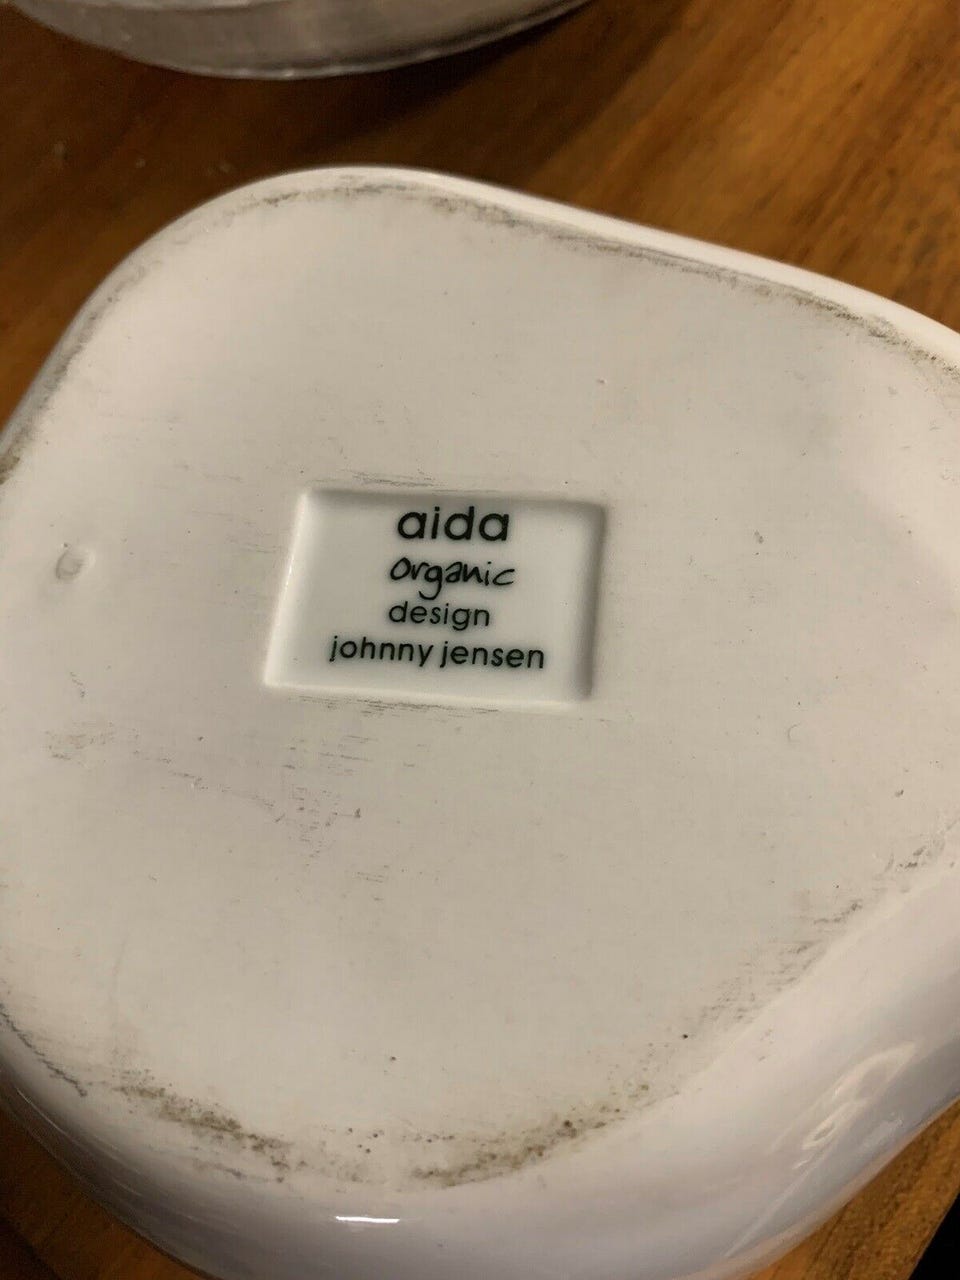 aida
organic
design
johnny jensen